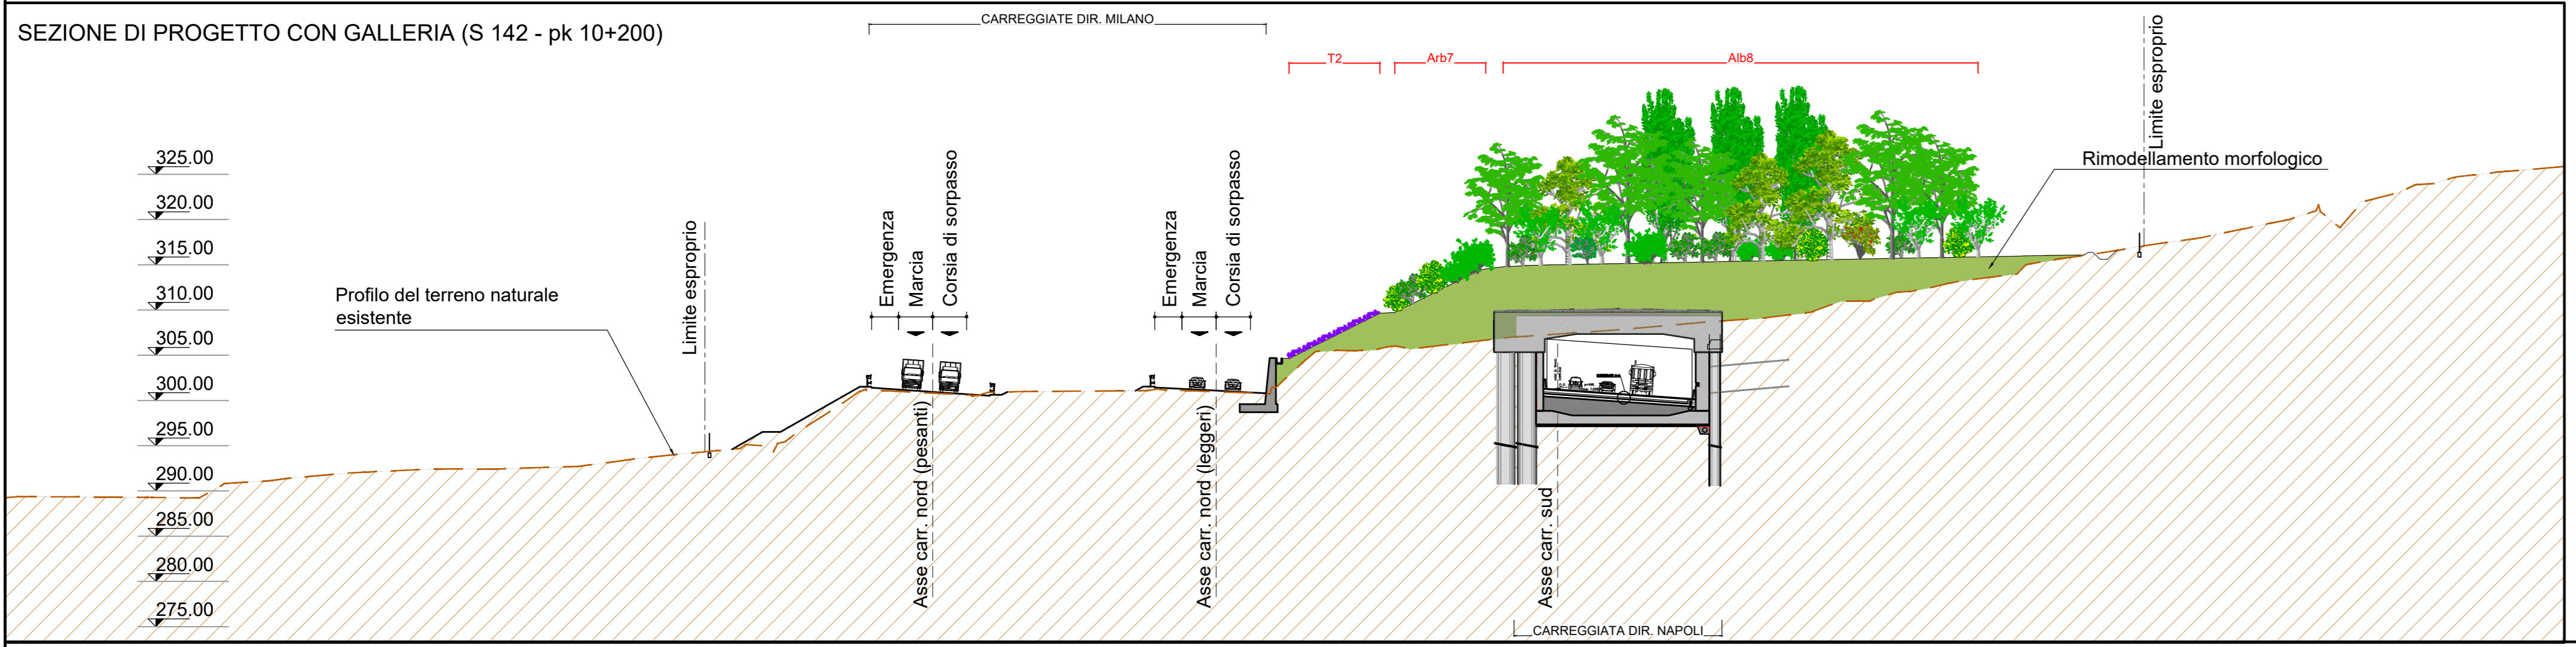 CARREGGIATE DIR. MILANO
SEZIONE DI PROGETTO CON GALLERIA (S 142 - pk 10+200)
T2
Arb7
Alb8
Limite esproprio
Rimodellamento morfologico
325.00
320.00
315.00
310.00
305.00
300.00
295.00
290.00
285.00
280.00
275.00
Profilo del terreno naturale
esistente
Limite esproprio
Emergenza
Marcia
Corsia di sorpasso
Emergenza
Marcia
Corsia di sorpasso
Asse carr. nord (pesanti)
Asse carr. nord (leggeri)
Asse carr. sud
CARREGGIATA DIR. NAPOLI